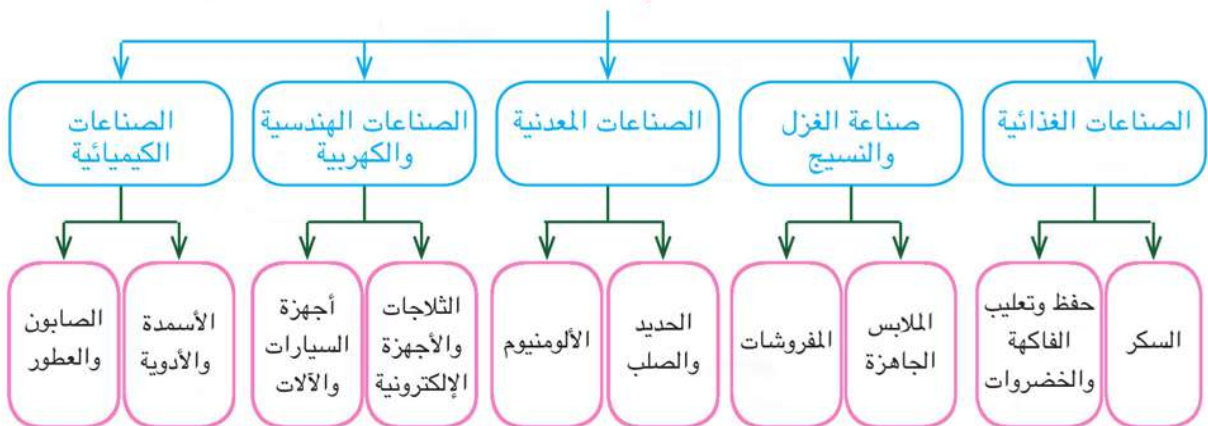 الصناعات الغذائية
صناعة الغزل
والنسيج
الصناعات المعدنية
الصناعات الهندسية
والكهربية
الصناعات
الكيميائية
السكر
حفظ وتعليب
الفاكهة
والخضروات
الملابس
الجاهزة
المفروشات
الحديد
والصلب
الألومنيوم
الثلاجات
والأجهزة
الإلكترونية
أجهزة
السيارات
والآلات
الأسمدة
والأدوية
الصابون
والعطور